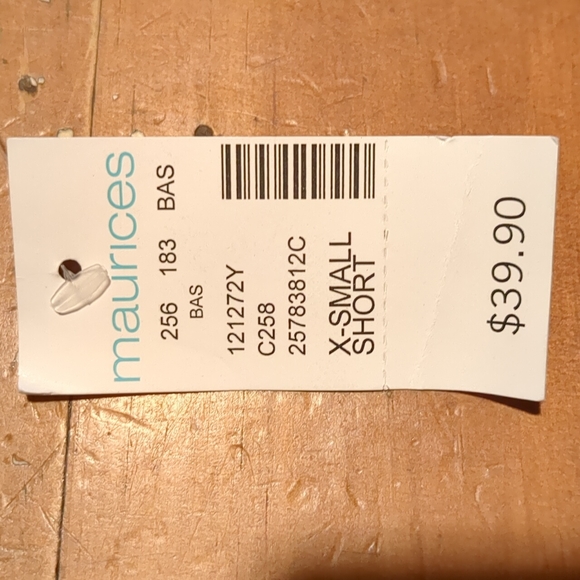 maurices
256 183 BAS
BAS
121272Y
C258
25783812C
X-SMALL
SHORT
$39.90